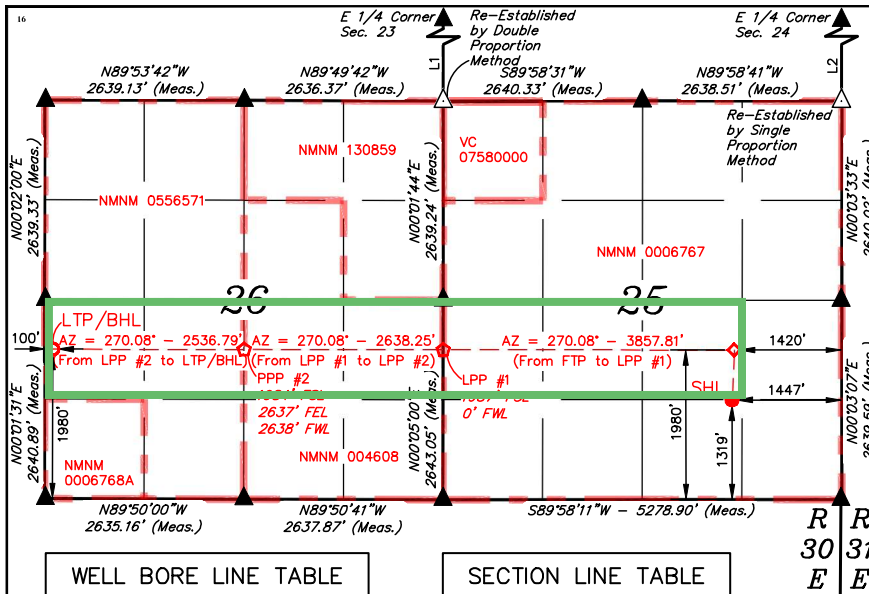 16
E 1/4 Corner
Sec. 23
Re-Established
by Double
Proportion
Method
E 1/4 Corner
Sec. 24
L1
L2
N89°53'42"W
2639.13' (Meas.)
N89°49'42"W
2636.37' (Meas.)
S89°58'31"W
2640.33' (Meas.)
N89°58'41"W
2638.51' (Meas.)
Re-Established
by Single
Proportion
Method
NMNM 130859
VC
07580000
NMNM 0556571
NMNM 0006767
N00°02'00"E
2639.33' (Meas.)
N00°01'44"E
2639.24' (Meas.)
N00°03'33"E
(Meas.)
26
25
LTP/BHL
100'
AZ = 270.08° - 2536.79'
(From LPP #2 to LTP/BHL)
AZ = 270.08° - 2638.25'
(From LPP #1 to LPP #2)
AZ = 270.08° - 3857.81'
(From FTP to LPP #1)
1420'
PPP #2
2637' FEL
2638' FWL
LPP #1
0' FWL
SHL
1447'
1980'
1980'
1319'
N00°01'31"E
2640.89' (Meas.)
N00°05'00"E
2643.05' (Meas.)
N00°03'07"E
2639.59' (Meas.)
NMNM
0006768A
NMNM 004608
N89°50'00"W
2635.16' (Meas.)
N89°50'41"W
2637.87' (Meas.)
S89°58'11"W - 5278.90' (Meas.)
R R
30 31
E E
WELL BORE LINE TABLE
SECTION LINE TABLE